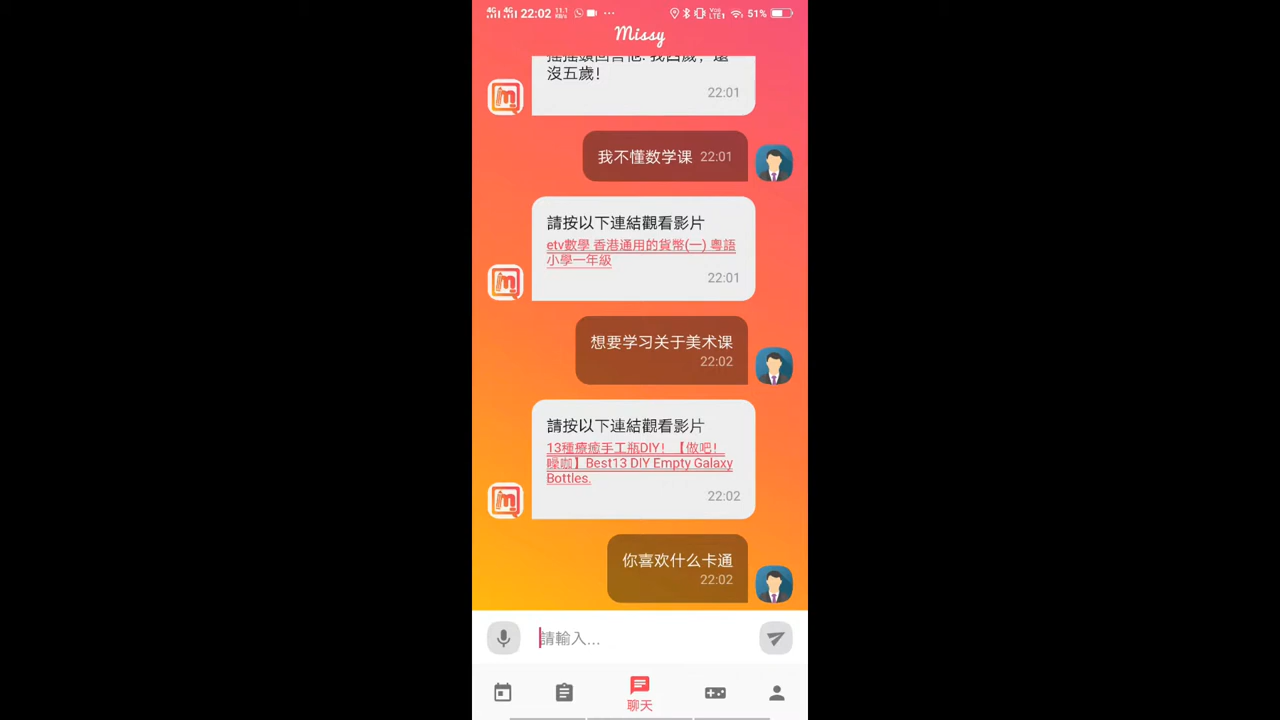 22:02
11.1
KB/S
51%
Missy
沒五歲！
22:01
我不懂数学课 22:01
請按以下連結觀看影片
etv數學 香港通用的貨幣(一) 粵語
小學一年級
22:01
想要学习关于美术课
22:02
請按以下連結觀看影片
13種療癒手工瓶DIY！【做吧！
噪咖】Best13 DIY Empty Galaxy
Bottles.
22:02
你喜欢什么卡通
22:02
請輸入...
聊天